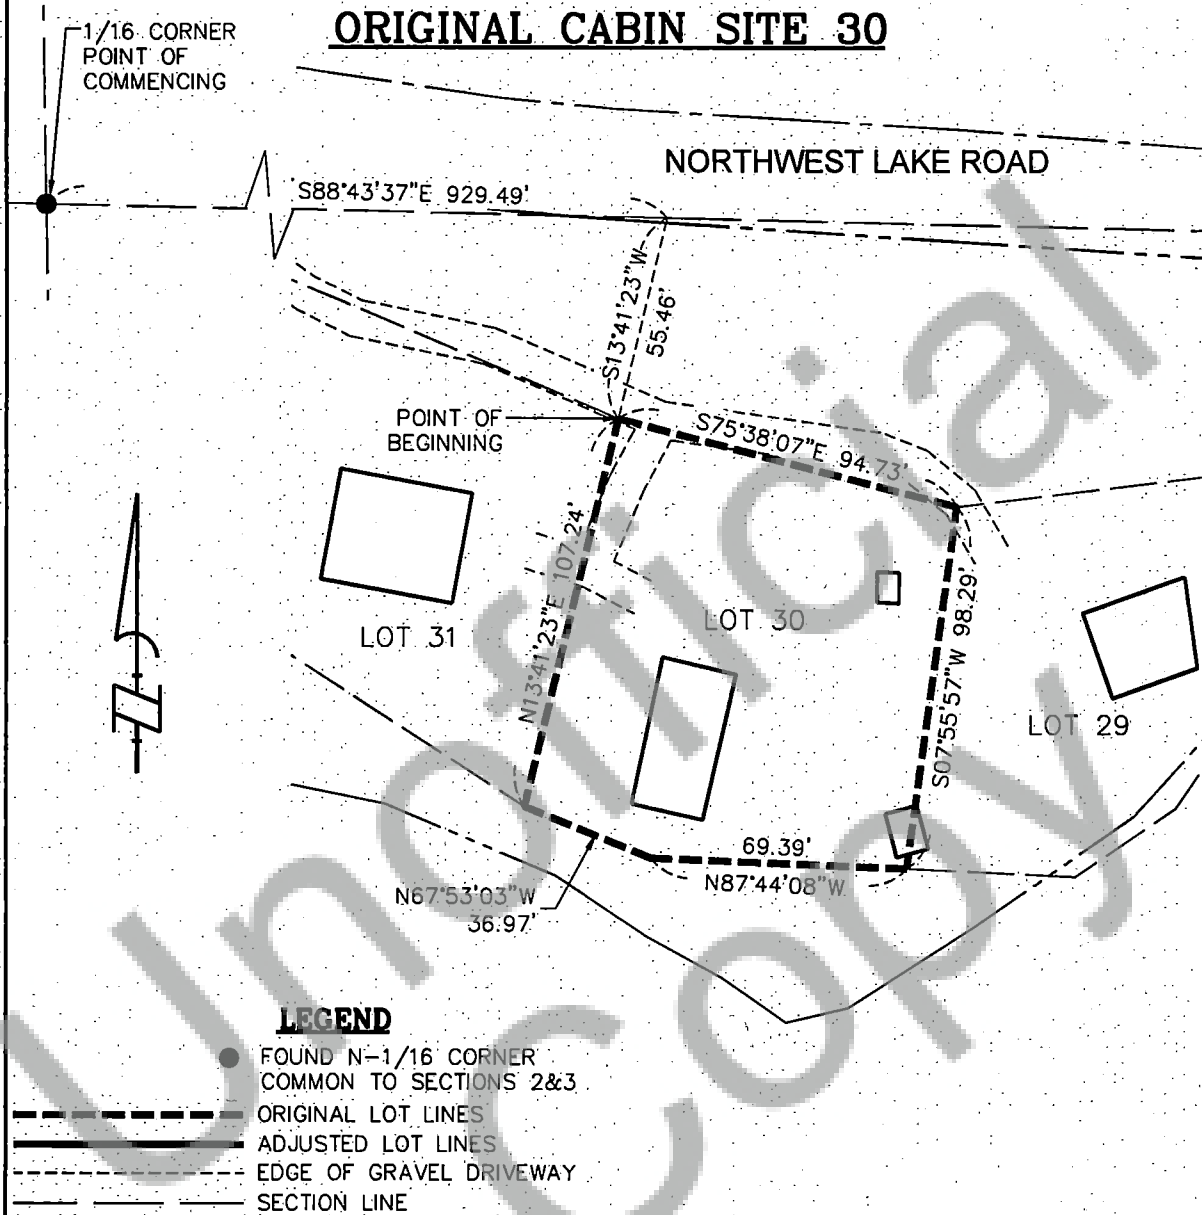 ORIGINAL CABIN SITE 30
1/16 CORNER
POINT OF
COMMENCING
NORTHWEST LAKE ROAD
S88°43'37"E 929.49'
S13°41'23"W
55.46'
POINT OF
BEGINNING
S75°38'07"E 94.73'
N13°41'23"E 107.24'
LOT 31
LOT 30
S07°55'57"W 98.29'
LOT 29
69.39'
N87°44'08"W
N67°53'03"W
36.97'
N
LEGEND
FOUND N-1/16 CORNER
COMMON TO SECTIONS 2&3
ORIGINAL LOT LINES
ADJUSTED LOT LINES
EDGE OF GRAVEL DRIVEWAY
SECTION LINE
Unofficial
Copy